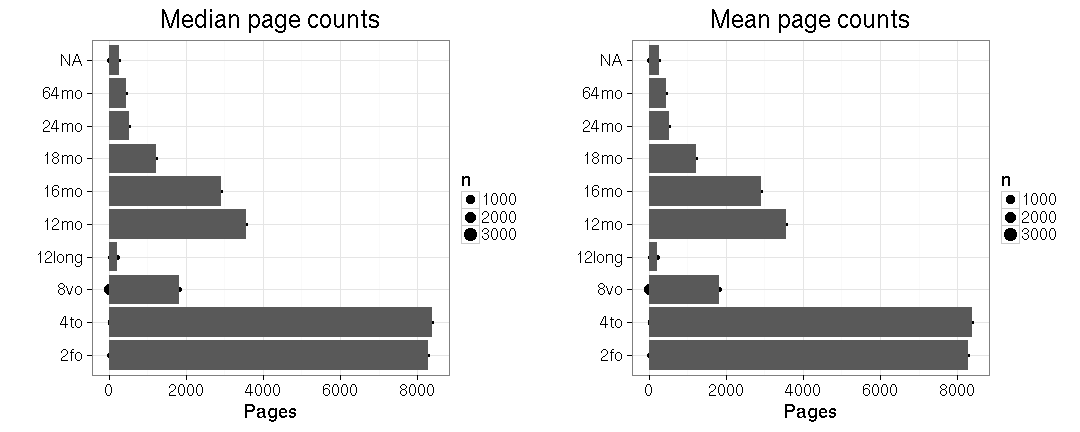 Median page counts
NA
64mo
24mo
18mo
16mo
12mo
12long
8vo
4to
2fo
0 2000 4000 6000 8000
Pages
n
1000
2000
3000
Mean page counts
NA
64mo
24mo
18mo
16mo
12mo
12long
8vo
4to
2fo
0 2000 4000 6000 8000
Pages
n
1000
2000
3000